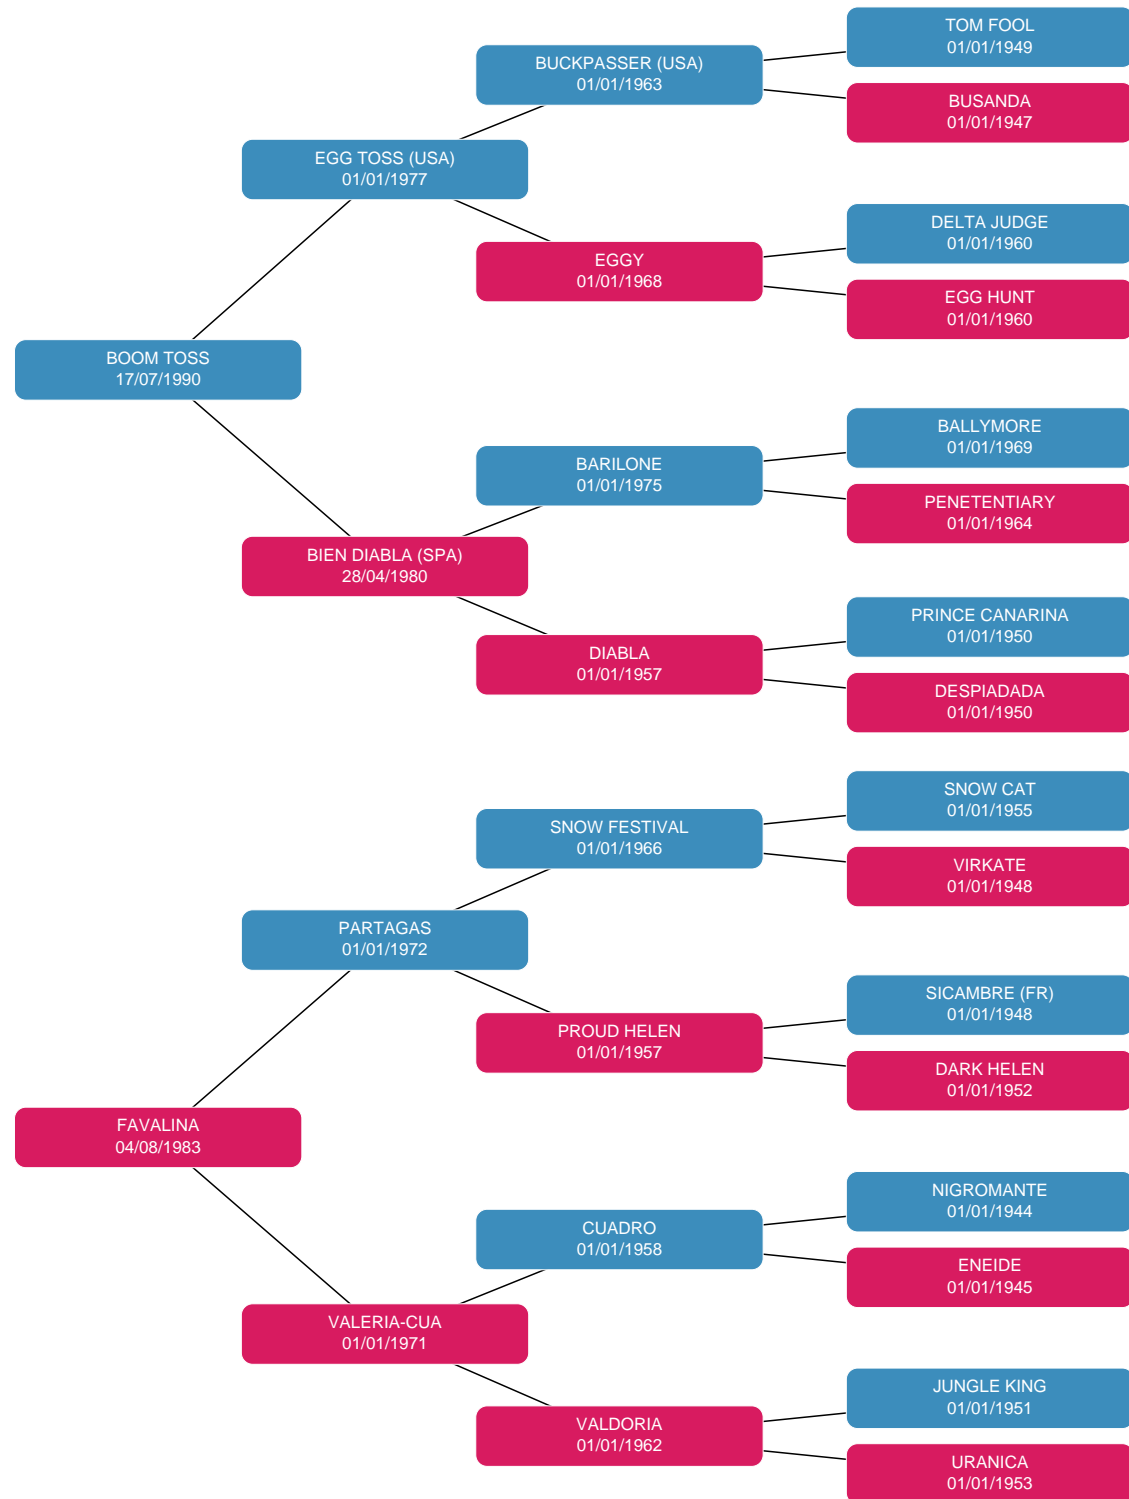 TOM FOOL
01/01/1949
BUCKPASSER (USA)
01/01/1963
BUSANDA
01/01/1947
EGG TOSS (USA)
01/01/1977
DELTA JUDGE
01/01/1960
EGGY
01/01/1968
EGG HUNT
01/01/1960
BOOM TOSS
17/07/1990
BALLYMORE
01/01/1969
BARILONE
01/01/1975
PENETENTIARY
01/01/1964
BIEN DIABLA (SPA)
28/04/1980
PRINCE CANARINA
01/01/1950
DIABLA
01/01/1957
DESPIADADA
01/01/1950
SNOW CAT
01/01/1955
SNOW FESTIVAL
01/01/1966
VIRKATE
01/01/1948
PARTAGAS
01/01/1972
SICAMBRE (FR)
01/01/1948
PROUD HELEN
01/01/1957
DARK HELEN
01/01/1952
FAVALINA
04/08/1983
NIGROMANTE
01/01/1944
CUADRO
01/01/1958
ENEIDE
01/01/1945
VALERIA-CUA
01/01/1971
JUNGLE KING
01/01/1951
VALDORIA
01/01/1962
URANICA
01/01/1953